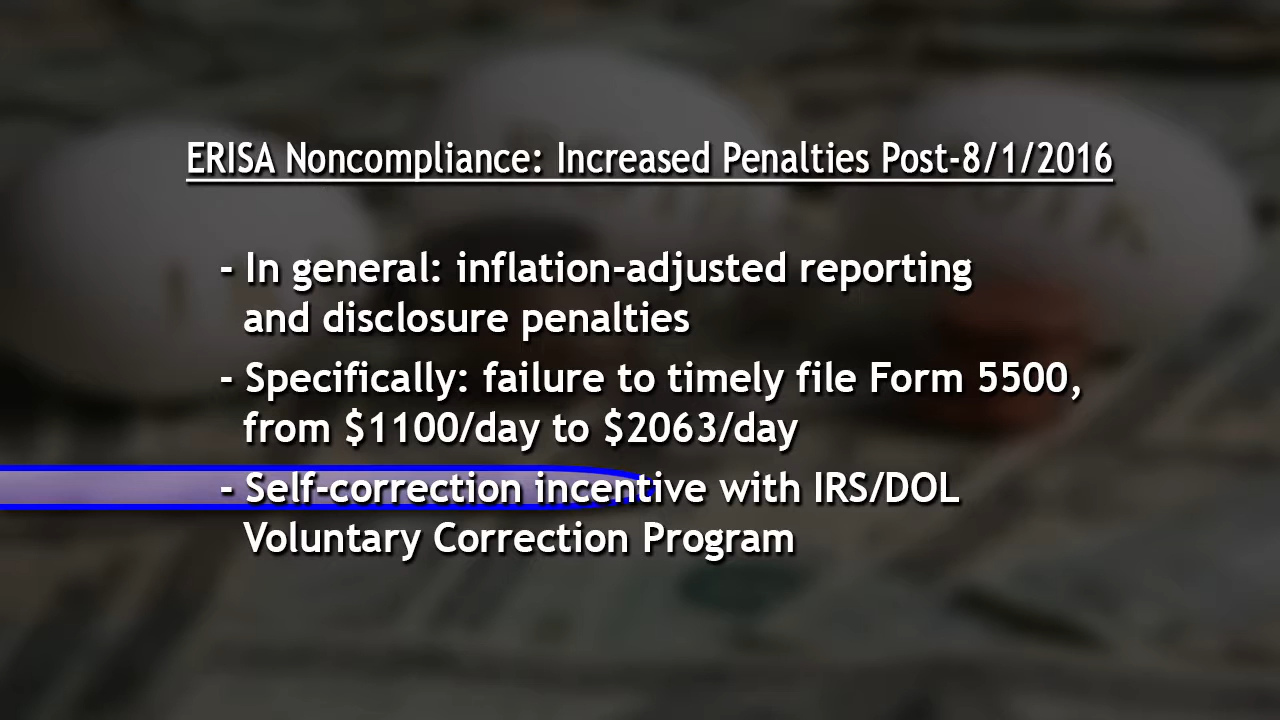 ERISA Noncompliance: Increased Penalties Post-8/1/2016
- In general: inflation-adjusted reporting
and disclosure penalties
- Specifically: failure to timely file Form 5500,
from $1100/day to $2063/day
- Self-correction incentive with IRS/DOL
Voluntary Correction Program